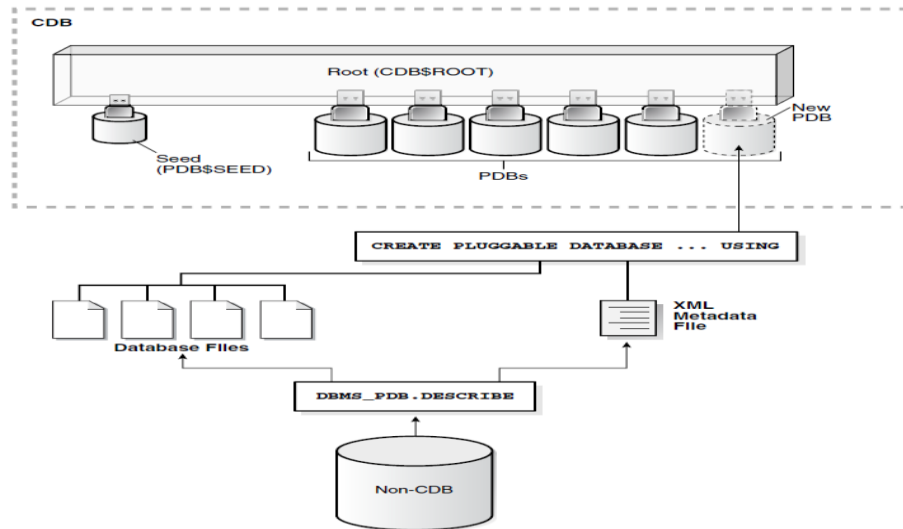 CDB
Root (CDB$ROOT)
New
PDB
Seed
(PDB$SEED)
PDBs
CREATE PLUGGABLE DATABASE ... USING
XML
Metadata
File
Database Files
DBMS_PDB.DESCRIBE
Non-CDB